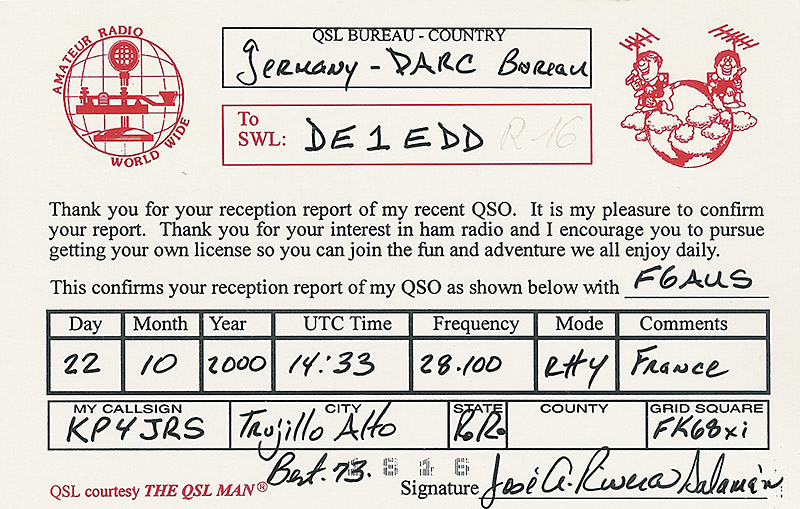 AMATEUR RADIO
WORLD WIDE
QSL BUREAU - COUNTRY
Germany - DARC Bureau
To
SWL: DE1EDD R-16
Thank you for your reception report of my recent QSO. It is my pleasure to confirm
your report. Thank you for your interest in ham radio and I encourage you to pursue
getting your own license so you can join the fun and adventure we all enjoy daily.
This confirms your reception report of my QSO as shown below with F6AUS
Day Month Year UTC Time Frequency Mode Comments
22 10 2000 14:33 28.100 France
MY CALLSIGN CITY STATE COUNTY GRID SQUARE
KP4JRS Trujillo Alto P.R. FK68xi
Best. 73.
QSL courtesy THE QSL MAN® Signature José A. Rivera Salamán